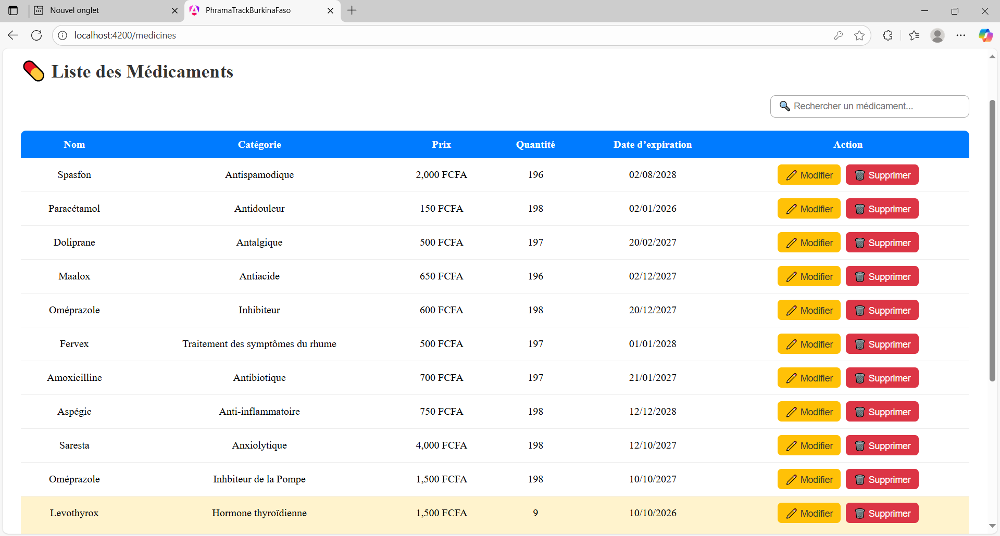 Nouvel onglet
PhramaTrackBurkinaFaso
localhost:4200/medicines
Liste des Médicaments
Rechercher un médicament...
Nom Catégorie Prix Quantité Date d’expiration Action
Spasfon Antispamodique 2,000 FCFA 196 02/08/2028 Modifier Supprimer
Paracétamol Antidouleur 150 FCFA 198 02/01/2026 Modifier Supprimer
Doliprane Antalgique 500 FCFA 197 20/02/2027 Modifier Supprimer
Maalox Antiacide 650 FCFA 196 02/12/2027 Modifier Supprimer
Oméprazole Inhibiteur 600 FCFA 198 20/12/2027 Modifier Supprimer
Fervex Traitement des symptômes du rhume 500 FCFA 197 01/01/2028 Modifier Supprimer
Amoxicilline Antibiotique 700 FCFA 197 21/01/2027 Modifier Supprimer
Aspégic Anti-inflammatoire 750 FCFA 198 12/12/2028 Modifier Supprimer
Saresta Anxiolytique 4,000 FCFA 198 12/10/2027 Modifier Supprimer
Oméprazole Inhbiteur de la Pompe 1,500 FCFA 198 10/10/2027 Modifier Supprimer
Levothyrox Hormone thyroïdienne 1,500 FCFA 9 10/10/2026 Modifier Supprimer